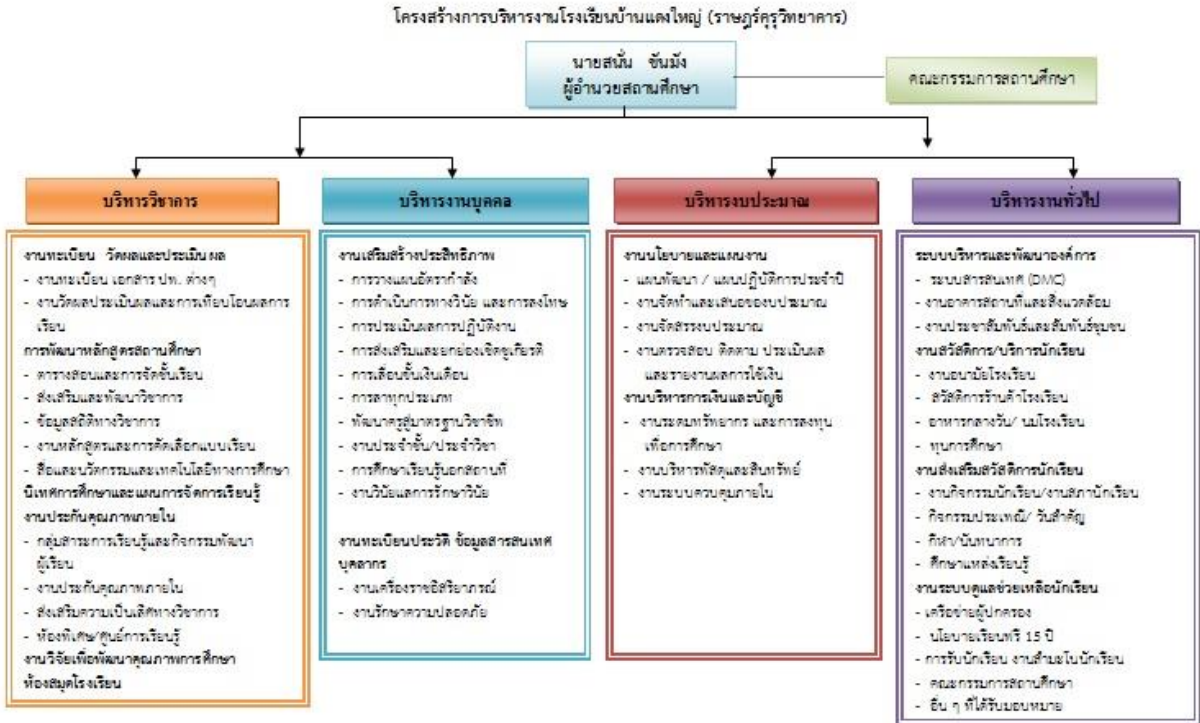 โครงสร้างการบริหารงานโรงเรียนบ้านแดงใหญ่ (ราษฎร์คุรุวิทยาคาร)
นายสนั่น ขันมัง
ผู้อำนวยสถานศึกษา
คณะกรรมการสถานศึกษา
บริหารวิชาการ
งานทะเบียน วัดผลและประเมินผล
- งานทะเบียน เอกสาร ปพ. ต่างๆ
- งานวัดผลประเมินผลและการเทียบโอนผลการ
เรียน
การพัฒนาหลักสูตรสถานศึกษา
- ตารางสอนและการจัดชั้นเรียน
- ส่งเสริมและพัฒนาวิชาการ
- ข้อมูลสถิติทางวิชาการ
- งานหลักสูตรและการคัดเลือกแบบเรียน
- สื่อและนวัตกรรมและเทคโนโลยีทางการศึกษา
นิเทศการศึกษาและแผนการจัดการเรียนรู้
งานประกันคุณภาพภายใน
- กลุ่มสาระการเรียนรู้และกิจกรรมพัฒนา
ผู้เรียน
- งานประกันคุณภาพภายใน
- ส่งเสริมความเป็นเลิศทางวิชาการ
- ห้องพิเศษ/ศูนย์การเรียนรู้
งานวิจัยเพื่อพัฒนาคุณภาพการศึกษา
ห้องสมุดโรงเรียน
บริหารงานบุคคล
งานเสริมสร้างประสิทธิภาพ
- การวางแผนอัตรากำลัง
- การดำเนินการทางวินัย และการลงโทษ
- การประเมินผลการปฏิบัติงาน
- การส่งเสริมและยกย่องเชิดชูเกียรติ
- การเลื่อนขั้นเงินเดือน
- การลาทุกประเภท
- พัฒนาครูสู่มาตรฐานวิชาชีพ
- งานประจำชั้น/ประจำวิชา
- การศึกษาเรียนรู้นอกสถานที่
- งานวินัยและการรักษาวินัย
งานทะเบียนประวัติ ข้อมูลสารสนเทศ
บุคลากร
- งานเครื่องราชอิสริยาภรณ์
- งานรักษาความปลอดภัย
บริหารงบประมาณ
งานนโยบายและแผนงาน
- แผนพัฒนา / แผนปฏิบัติการประจำปี
- งานจัดทำและเสนอของบประมาณ
- งานจัดสรรงบประมาณ
- งานตรวจสอบ ติดตาม ประเมินผล
และรายงานผลการใช้เงิน
งานบริหารการเงินและบัญชี
- งานระดมทรัพยากร และการลงทุน
เพื่อการศึกษา
- งานบริหารพัสดุและสินทรัพย์
- งานระบบควบคุมภายใน
บริหารงานทั่วไป
ระบบบริหารและพัฒนาองค์การ
- ระบบสารสนเทศ (DMC)
- งานอาคารสถานที่และสิ่งแวดล้อม
- งานประชาสัมพันธ์และสัมพันธ์ชุมชน
งานสวัสดิการ/บริการนักเรียน
- งานอนามัยโรงเรียน
- สวัสดิการร้านค้าโรงเรียน
- อาหารกลางวัน/ นมโรงเรียน
- ทุนการศึกษา
งานส่งเสริมสวัสดิการนักเรียน
- งานกิจกรรมนักเรียน/งานสภานักเรียน
- กิจกรรมประเพณี/ วันสำคัญ
- กีฬา/นันทนาการ
- ศึกษาแหล่งเรียนรู้
งานระบบดูแลช่วยเหลือนักเรียน
- เครือข่ายผู้ปกครอง
- นโยบายเรียนฟรี 15 ปี
- การรับนักเรียน งานสำมะโนนักเรียน
- คณะกรรมการสถานศึกษา
- อื่น ๆ ที่ได้รับมอบหมาย